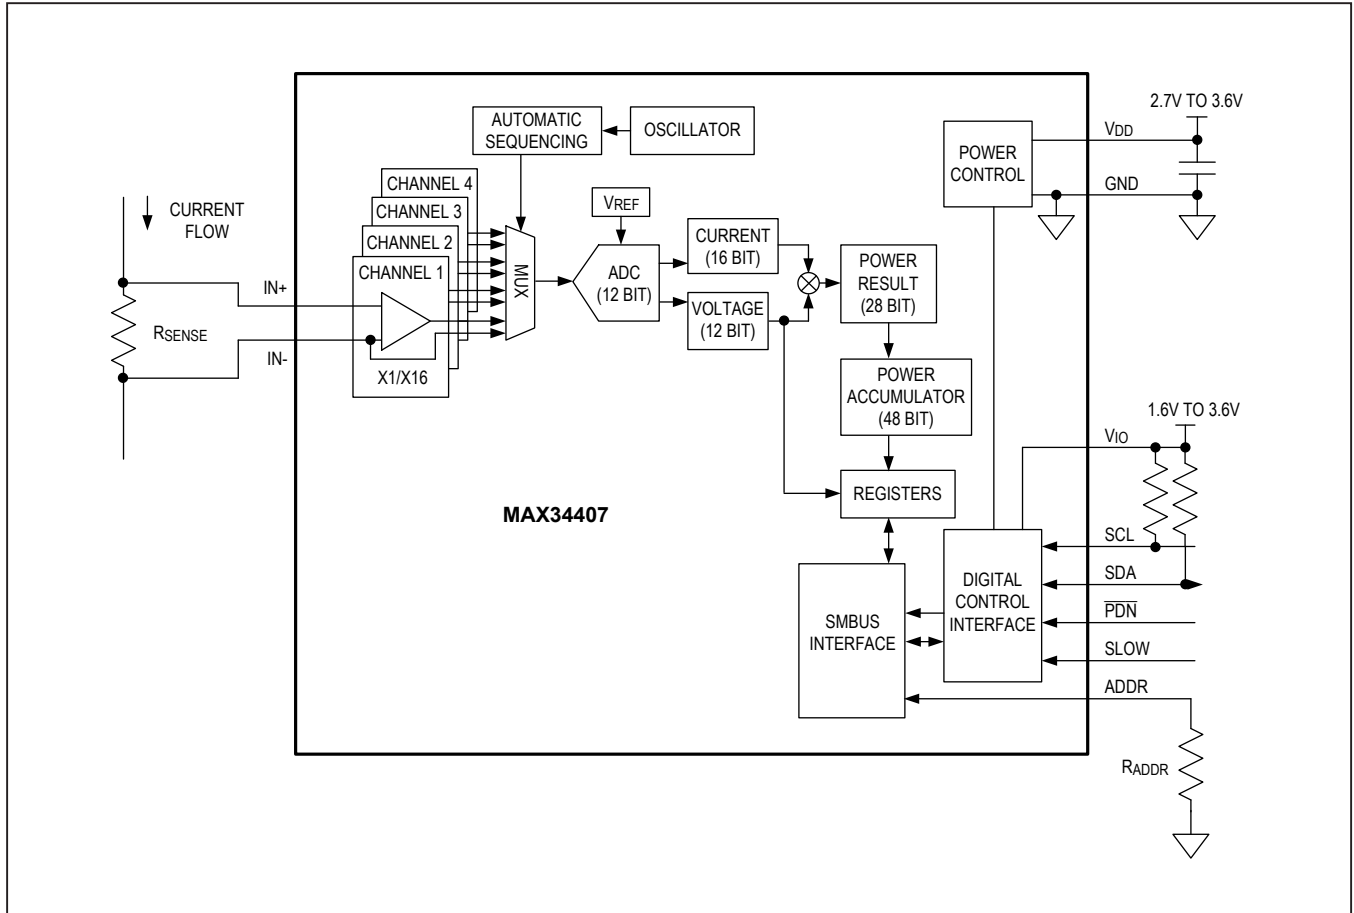 2.7V TO 3.6V
AUTOMATIC
SEQUENCING
OSCILLATOR
VDD
POWER
CONTROL
GND
CHANNEL 4
CHANNEL 3
CHANNEL 2
CHANNEL 1
VREF
CURRENT
FLOW
MUX
ADC
(12 BIT)
CURRENT
(16 BIT)
VOLTAGE
(12 BIT)
POWER
RESULT
(28 BIT)
IN+
RSENSE
IN-
X1/X16
POWER
ACCUMULATOR
(48 BIT)
1.6V TO 3.6V
VIO
REGISTERS
MAX34407
SCL
SDA
PDN
SLOW
ADDR
DIGITAL
CONTROL
INTERFACE
SMBUS
INTERFACE
RADDR